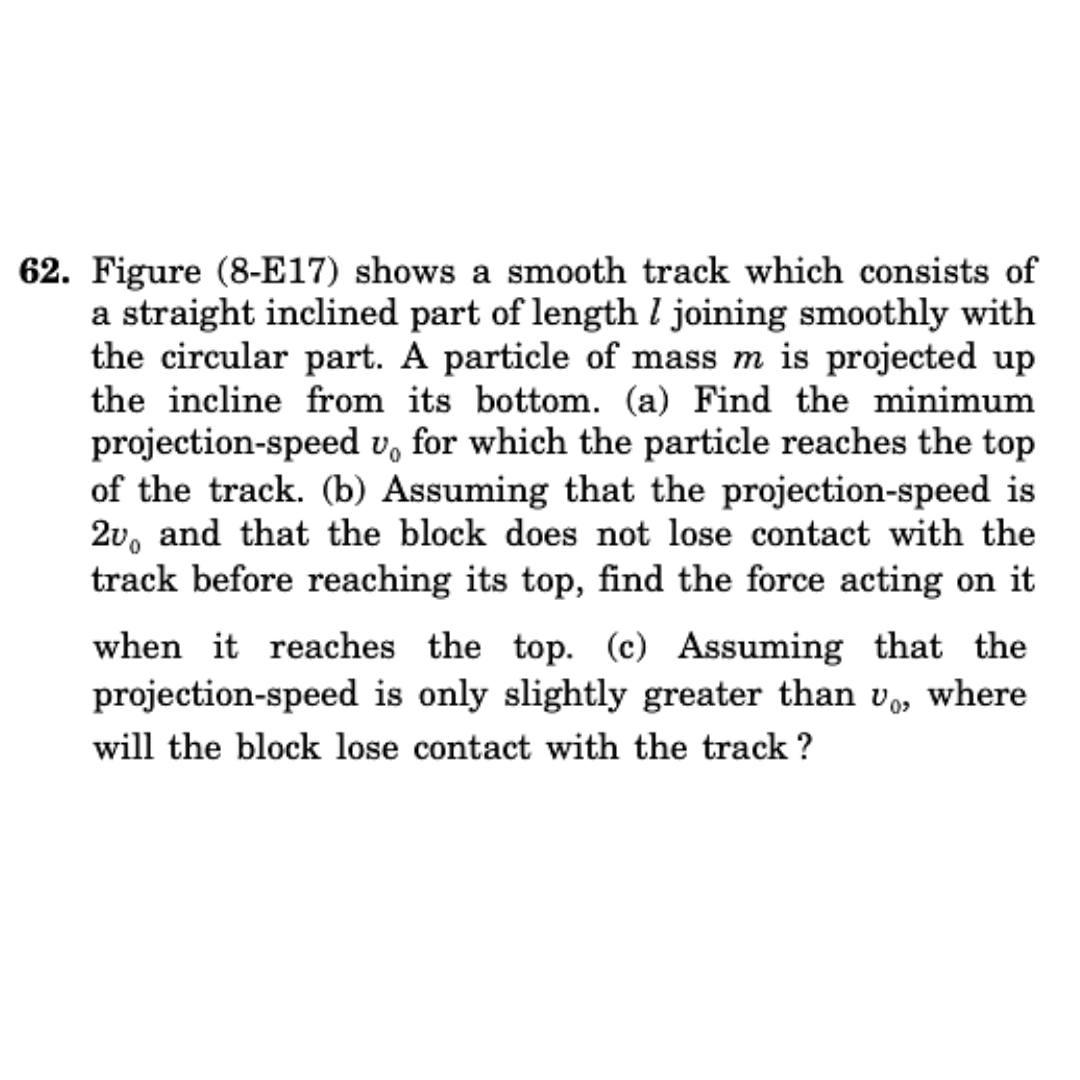 62. Figure (8-E17) shows a smooth track which consists of
a straight inclined part of length l joining smoothly with
the circular part. A particle of mass m is projected up
the incline from its bottom. (a) Find the minimum
projection-speed v₀ for which the particle reaches the top
of the track. (b) Assuming that the projection-speed is
2v₀ and that the block does not lose contact with the
track before reaching its top, find the force acting on it
when it reaches the top. (c) Assuming that the
projection-speed is only slightly greater than v₀, where
will the block lose contact with the track ?